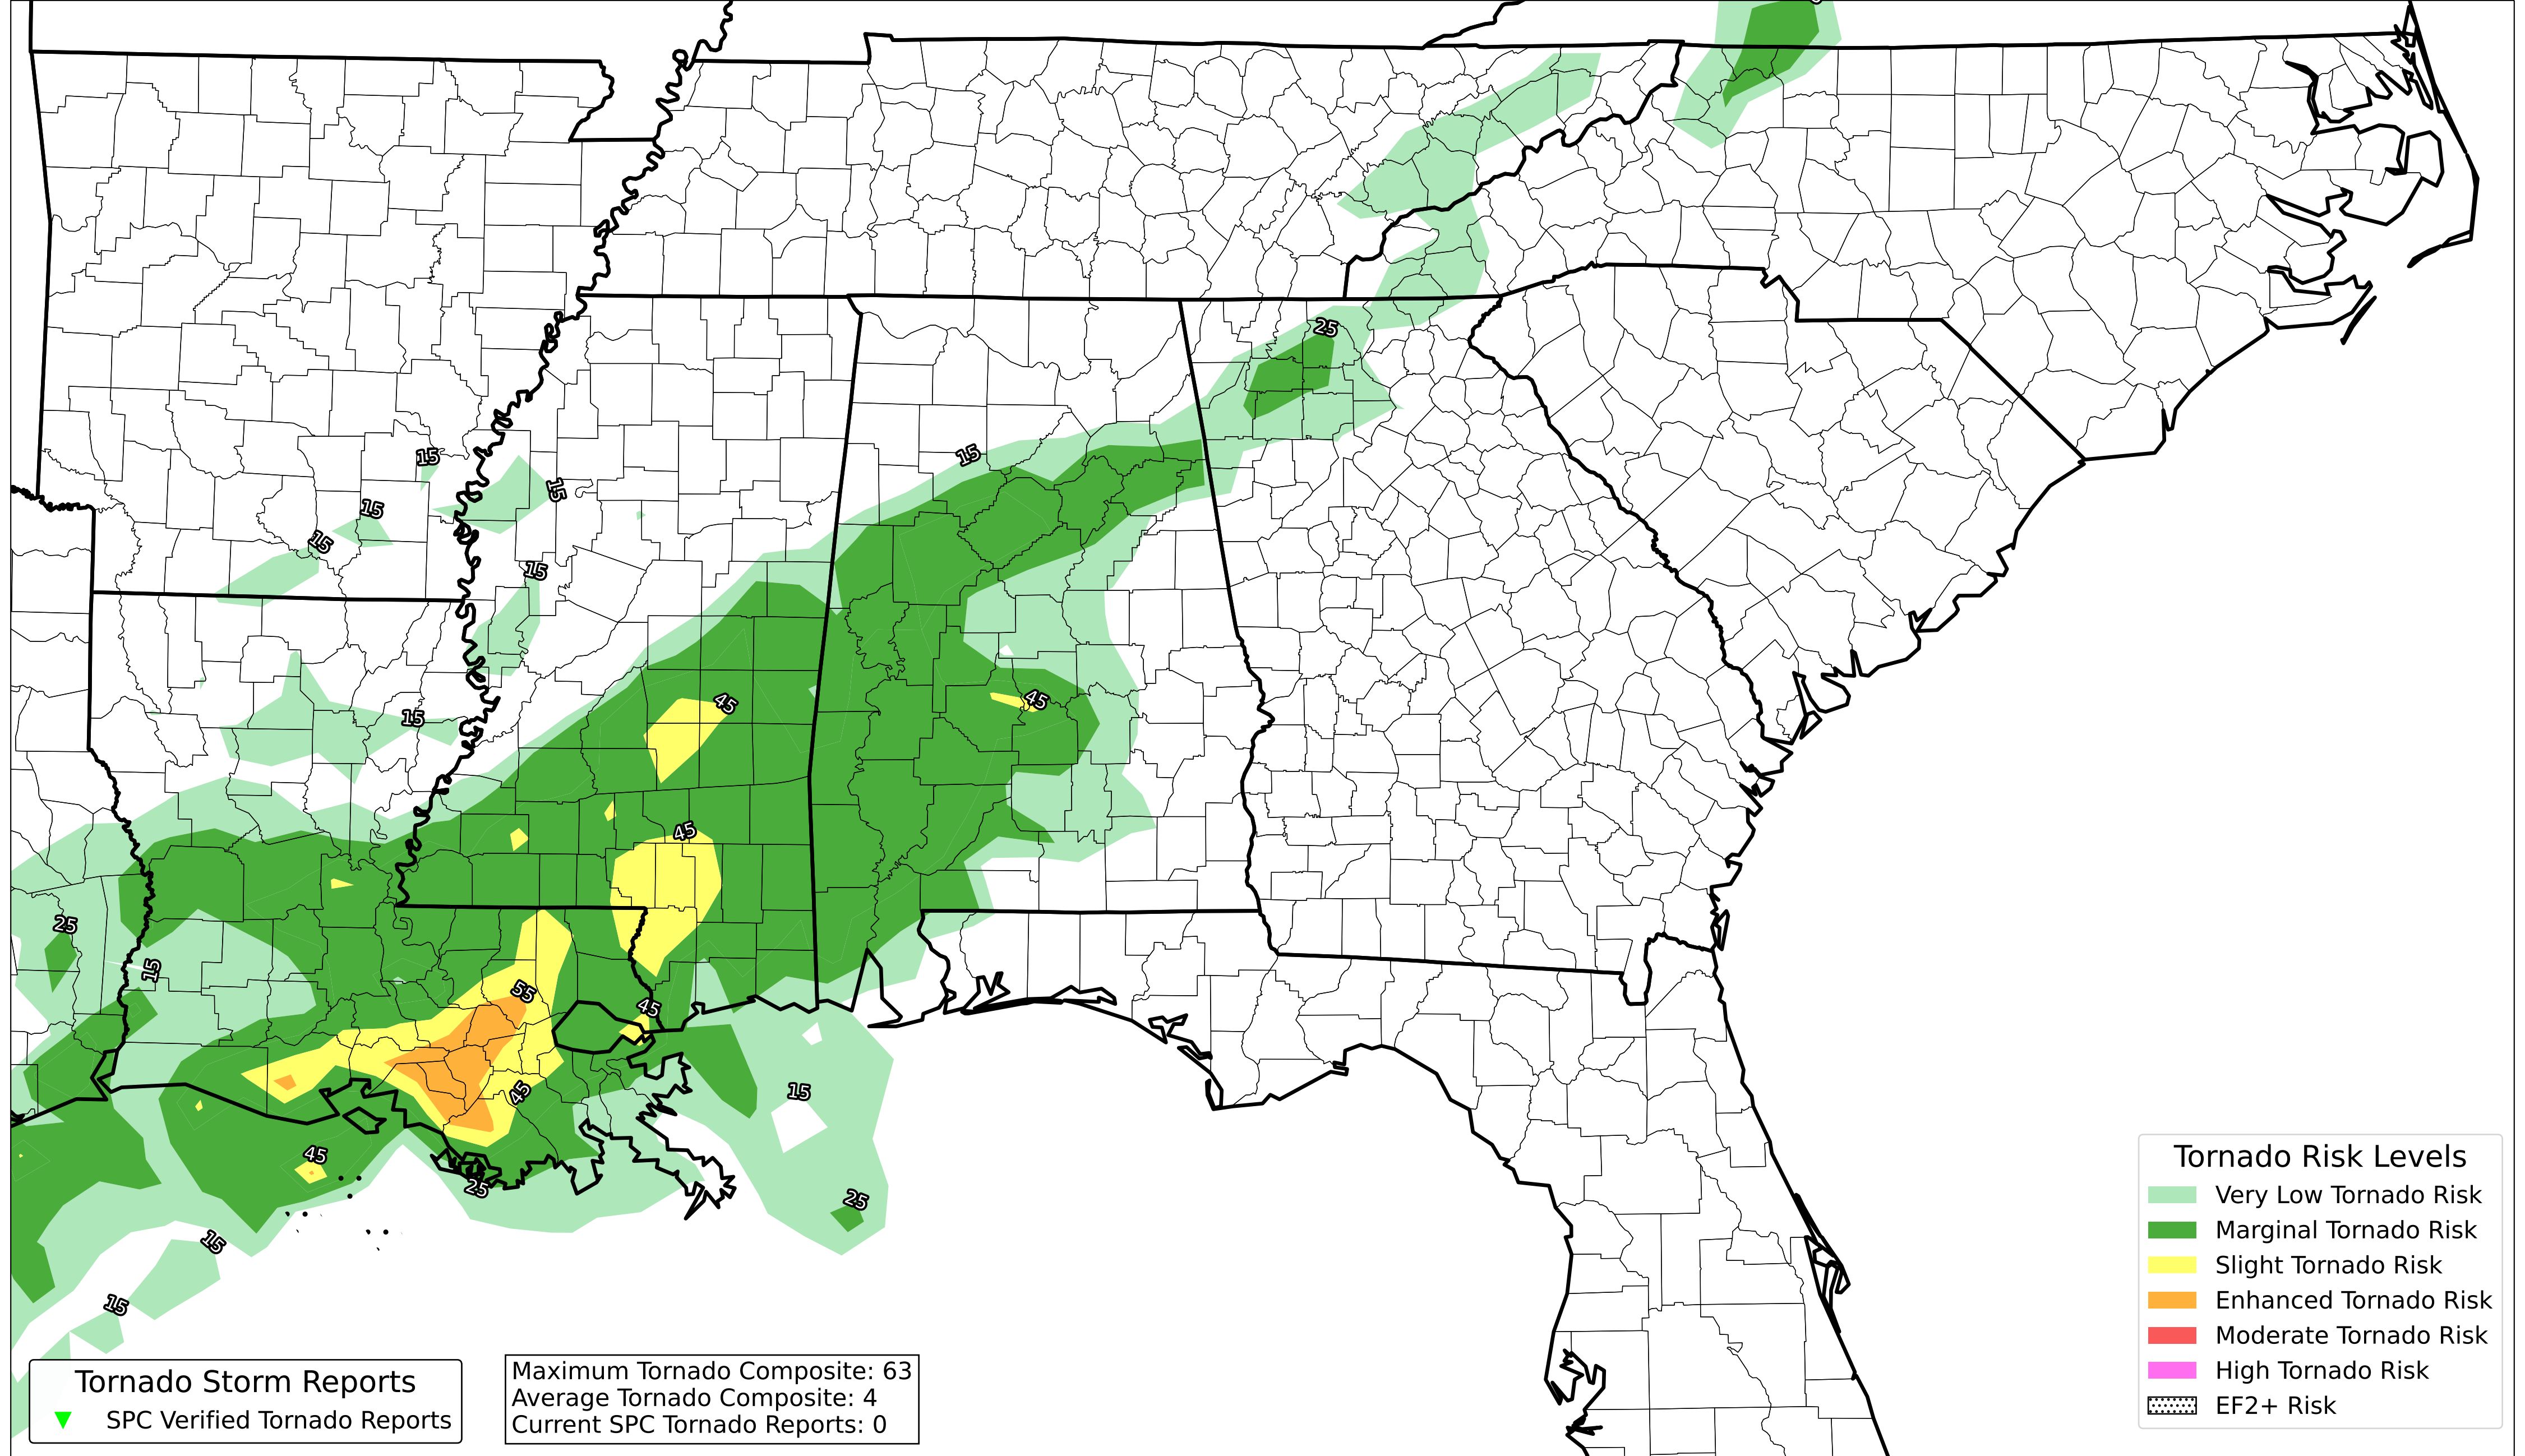 25
15
15
15
15
15
15
45
45
45
25
15
55
45
45
15
45
25
25
15
15
Tornado Risk Levels
Very Low Tornado Risk
Marginal Tornado Risk
Slight Tornado Risk
Enhanced Tornado Risk
Moderate Tornado Risk
High Tornado Risk
EF2+ Risk
Tornado Storm Reports
SPC Verified Tornado Reports
Maximum Tornado Composite: 63
Average Tornado Composite: 4
Current SPC Tornado Reports: 0